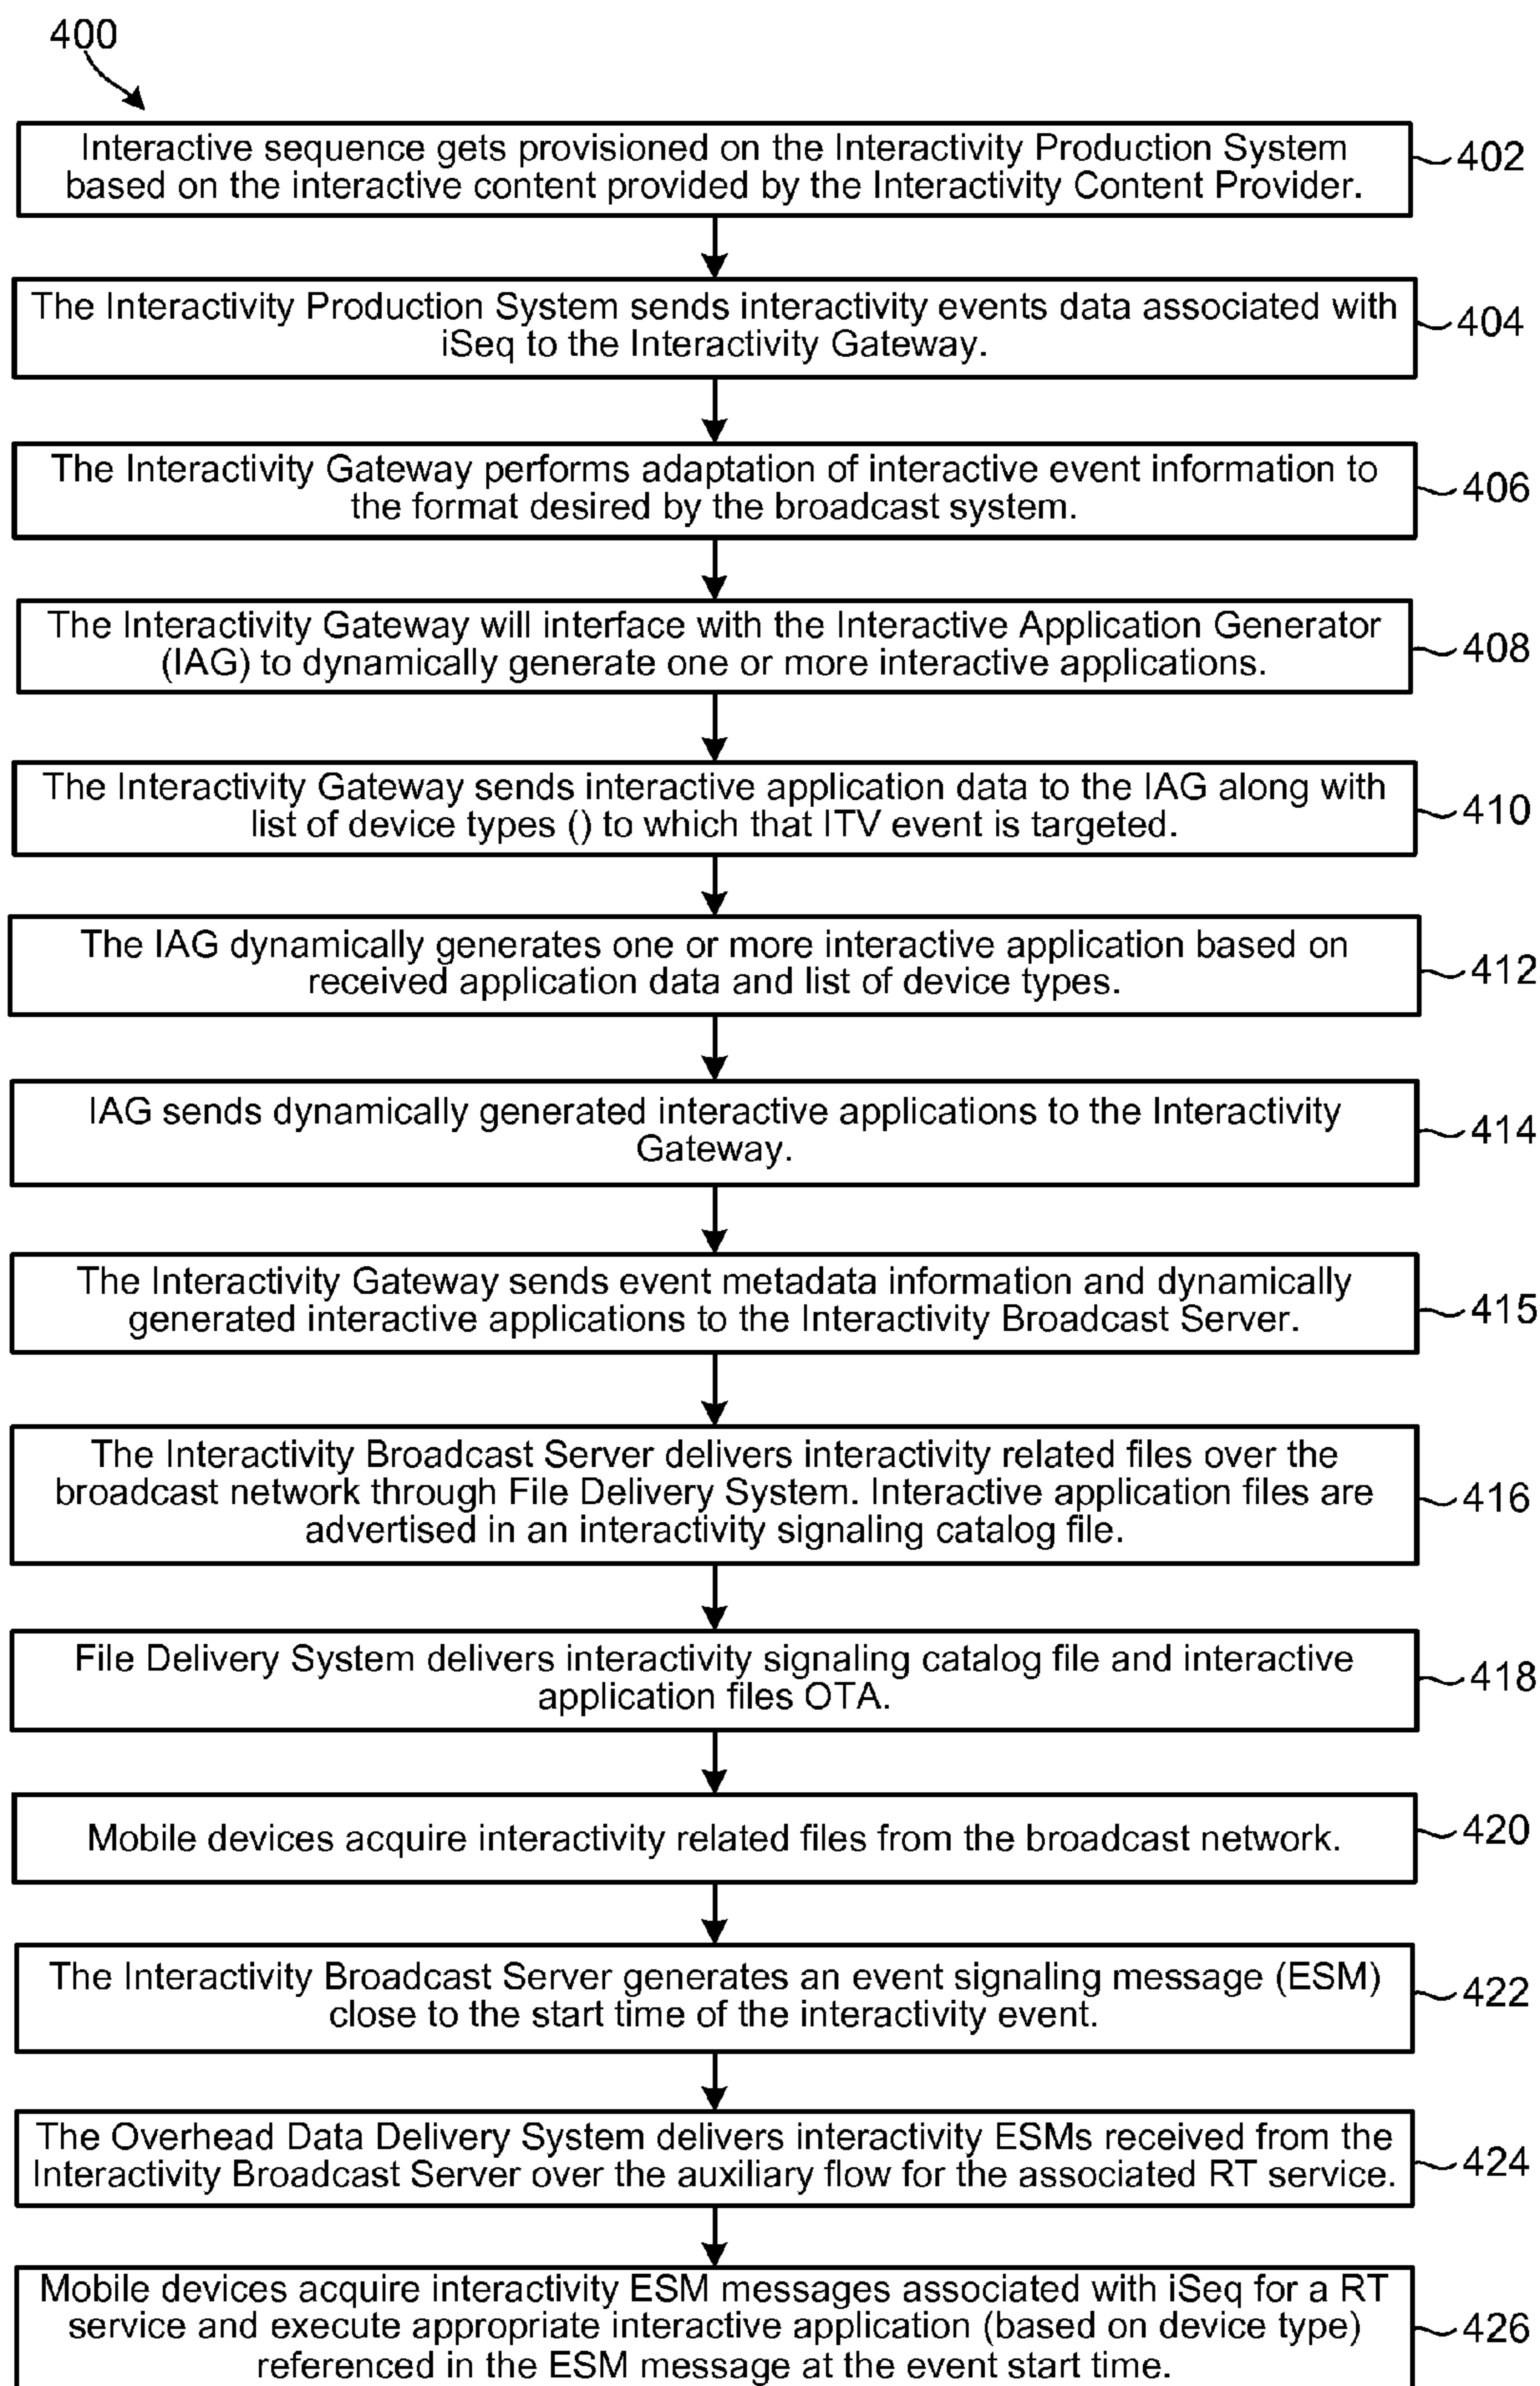 400
Interactive sequence gets provisioned on the Interactivity Production System
based on the interactive content provided by the Interactivity Content Provider.
402
The Interactivity Production System sends interactivity events data associated with
iSeq to the Interactivity Gateway.
404
The Interactivity Gateway performs adaptation of interactive event information to
the format desired by the broadcast system.
406
The Interactivity Gateway will interface with the Interactive Application Generator
(IAG) to dynamically generate one or more interactive applications.
408
The Interactivity Gateway sends interactive application data to the IAG along with
list of device types () to which that ITV event is targeted.
410
The IAG dynamically generates one or more interactive application based on
received application data and list of device types.
412
IAG sends dynamically generated interactive applications to the Interactivity
Gateway.
414
The Interactivity Gateway sends event metadata information and dynamically
generated interactive applications to the Interactivity Broadcast Server.
415
The Interactivity Broadcast Server delivers interactivity related files over the
broadcast network through File Delivery System. Interactive application files are
advertised in an interactivity signaling catalog file.
416
File Delivery System delivers interactivity signaling catalog file and interactive
application files OTA.
418
Mobile devices acquire interactivity related files from the broadcast network.
420
The Interactivity Broadcast Server generates an event signaling message (ESM)
close to the start time of the interactivity event.
422
The Overhead Data Delivery System delivers interactivity ESMs received from the
Interactivity Broadcast Server over the auxiliary flow for the associated RT service.
424
Mobile devices acquire interactivity ESM messages associated with iSeq for a RT
service and execute appropriate interactive application (based on device type)
referenced in the ESM message at the event start time.
426